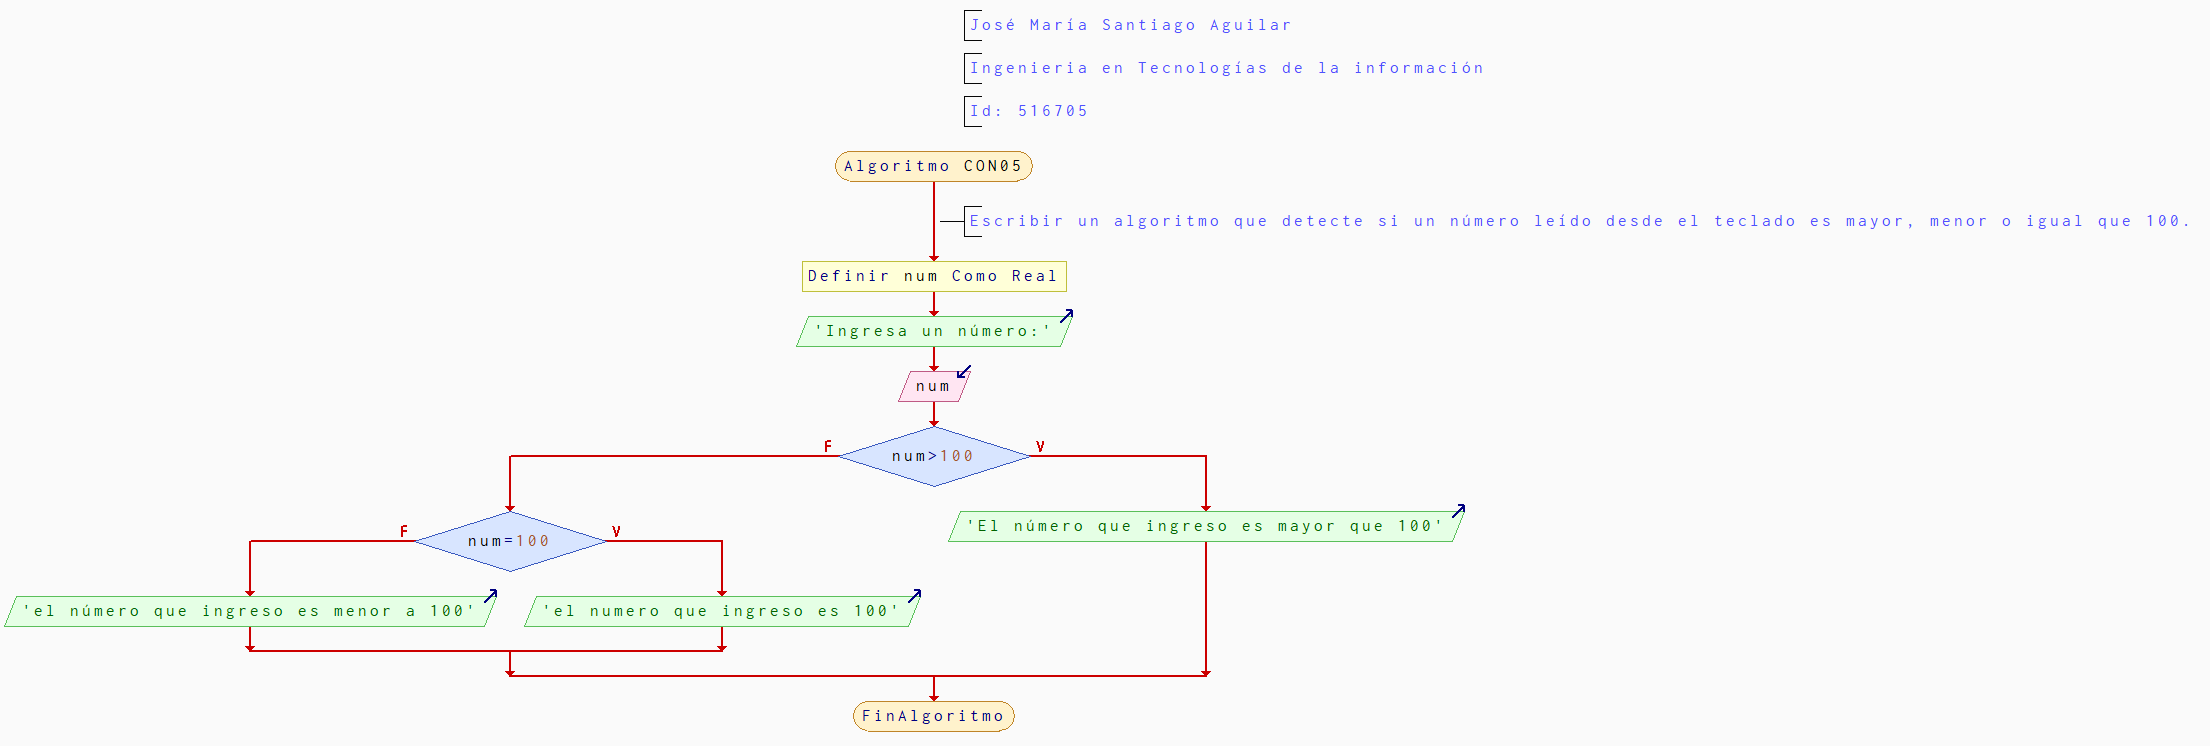 José María Santiago Aguilar
Ingenieria en Tecnologías de la información
Id: 516705
Algoritmo CON05
Escribir un algoritmo que detecte si un número leído desde el teclado es mayor, menor o igual que 100.
Definir num Como Real
'Ingresa un número:'
num
F
V
num>100
F
V
num=100
'El número que ingreso es mayor que 100'
'el número que ingreso es menor a 100'
'el numero que ingreso es 100'
FinAlgoritmo